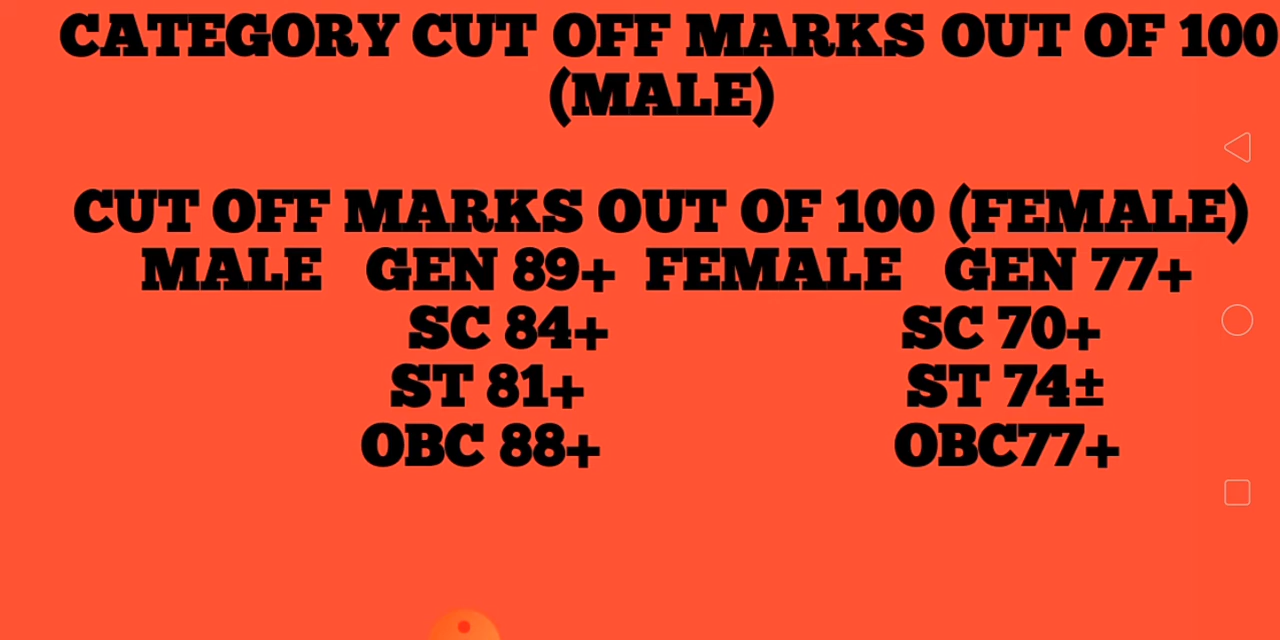 CATEGORY CUT OFF MARKS OUT OF 100
(MALE)
CUT OFF MARKS OUT OF 100 (FEMALE)
MALE GEN 89+ FEMALE GEN 77+
SC 84+ SC 70+
ST 81+ ST 74±
OBC 88+ OBC77+